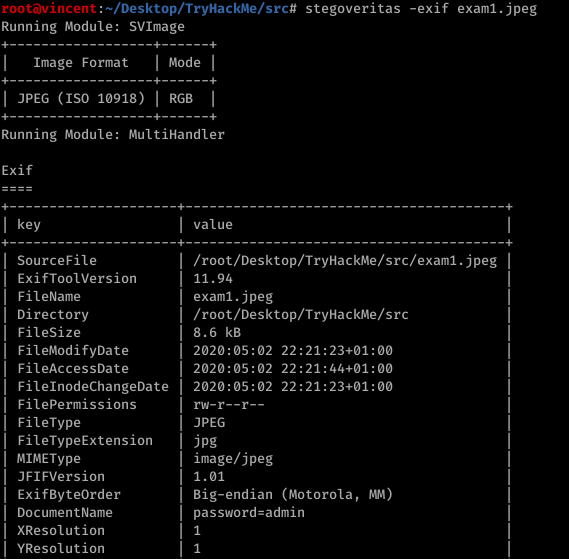 root@vincent:~/Desktop/TryHackMe/src# stegoveritas -exif exam1.jpeg
Running Module: SVImage
+------------------+------+
|   Image Format   | Mode |
+------------------+------+
| JPEG (ISO 10918) | RGB  |
+------------------+------+
Running Module: MultiHandler

Exif
====
+---------------------+---------------------------------------+
| key                 | value                                 |
+---------------------+---------------------------------------+
| SourceFile          | /root/Desktop/TryHackMe/src/exam1.jpeg |
| ExifToolVersion     | 11.94                                 |
| FileName            | exam1.jpeg                            |
| Directory           | /root/Desktop/TryHackMe/src           |
| FileSize            | 8.6 kB                                |
| FileModifyDate      | 2020:05:02 22:21:23+01:00             |
| FileAccessDate      | 2020:05:02 22:21:44+01:00             |
| FileInodeChangeDate | 2020:05:02 22:21:23+01:00             |
| FilePermissions     | rw-r--r--                             |
| FileType            | JPEG                                  |
| FileTypeExtension   | jpg                                   |
| MIMEType            | image/jpeg                            |
| JFIFVersion         | 1.01                                  |
| ExifByteOrder       | Big-endian (Motorola, MM)             |
| DocumentName        | password=admin                        |
| XResolution         | 1                                     |
| YResolution         | 1                                     |